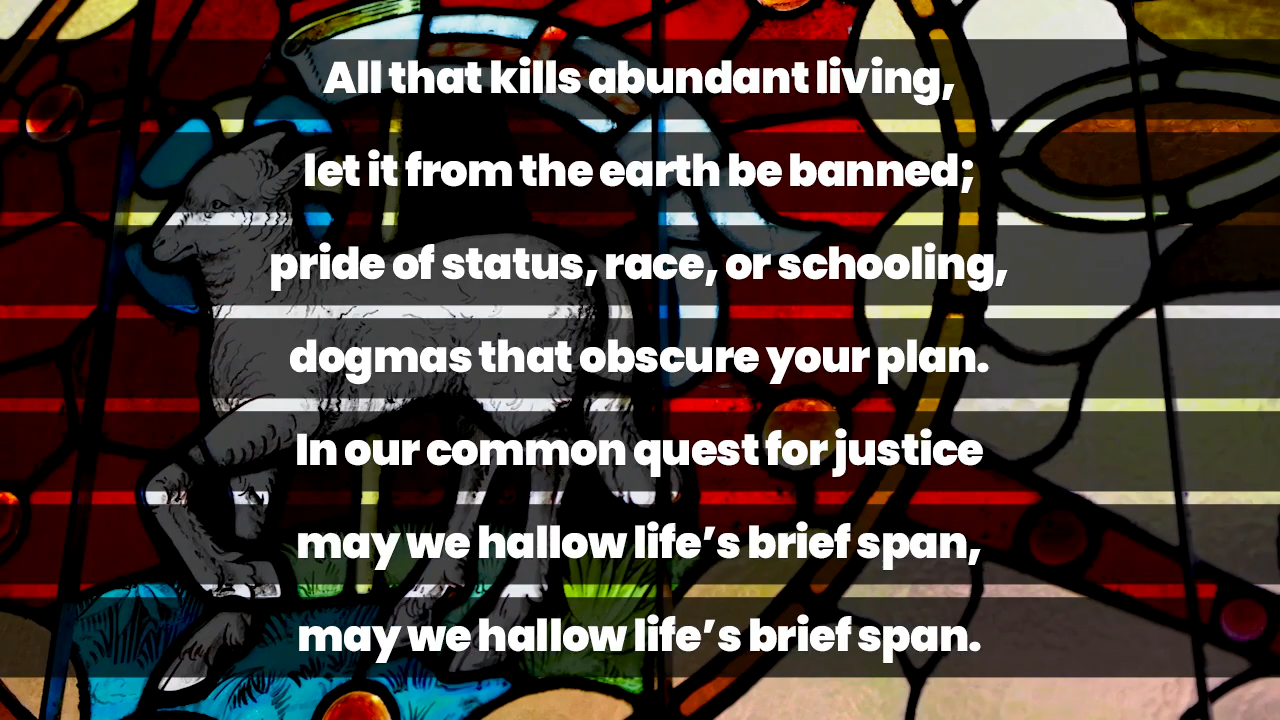 All that kills abundant living,
let it from the earth be banned;
pride of status, race, or schooling,
dogmas that obscure your plan.
In our common quest for justice
may we hallow life’s brief span,
may we hallow life’s brief span.